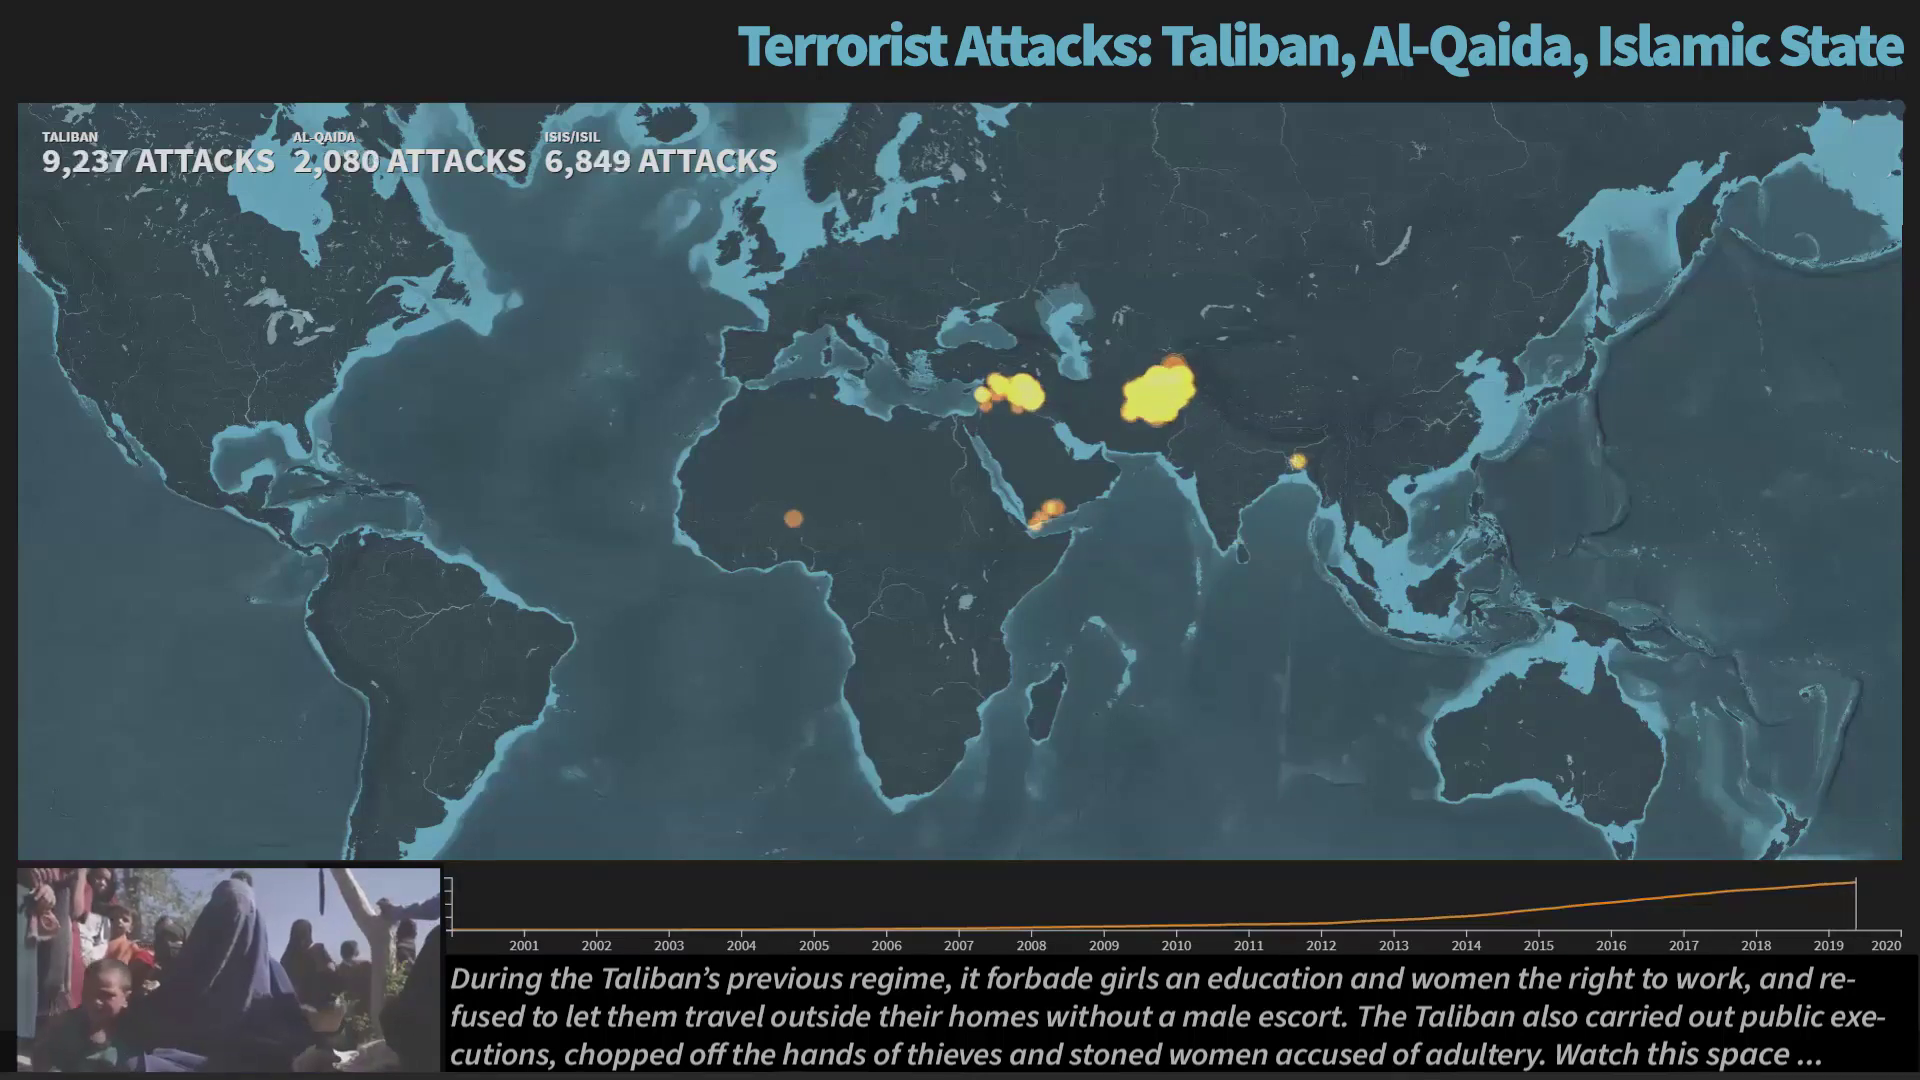 Terrorist Attacks: Taliban, Al-Qaida, Islamic State
TALIBAN AL-QAIDA ISIS/ISIL
9,237 ATTACKS 2,080 ATTACKS 6,849 ATTACKS
2001 2002 2003 2004 2005 2006 2007 2008 2009 2010 2011 2012 2013 2014 2015 2016 2017 2018 2019 2020
During the Taliban’s previous regime, it forbade girls an education and women the right to work, and re-
fused to let them travel outside their homes without a male escort. The Taliban also carried out public exe-
cutions, chopped off the hands of thieves and stoned women accused of adultery. Watch this space ...